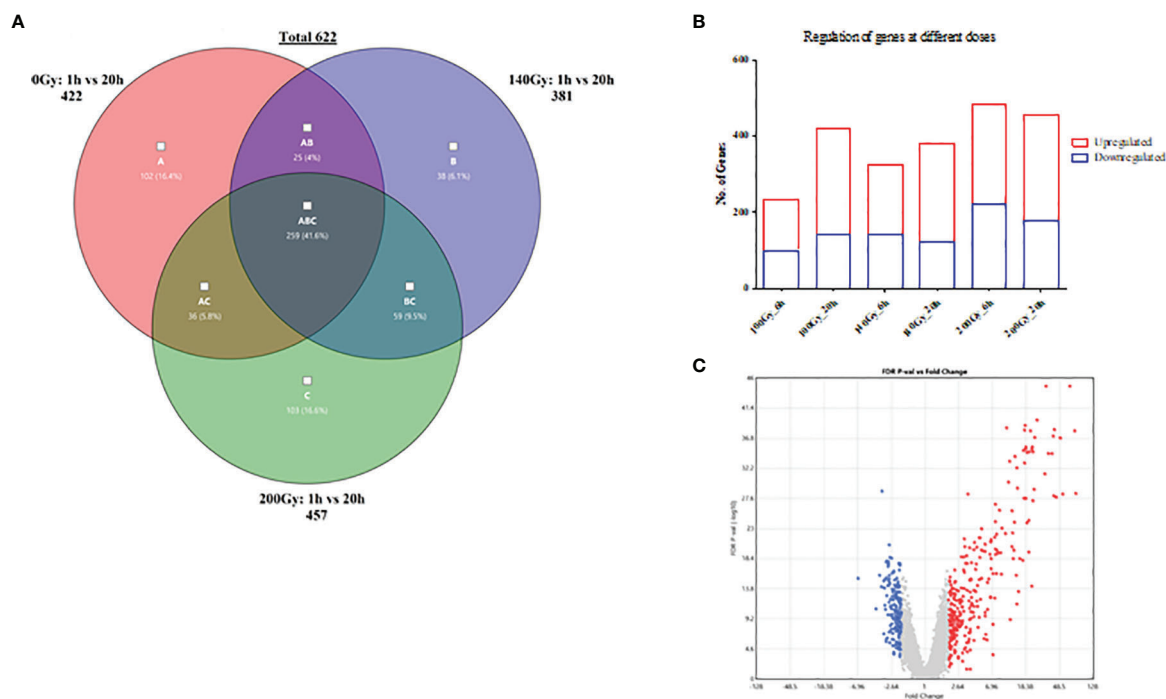 A
Total 622
0Gy: 1h vs 20h
422
140Gy: 1h vs 20h
381
A
102 (16.4%)
AB
25 (4%)
B
38 (6.1%)
ABC
259 (41.6%)
AC
36 (5.8%)
BC
59 (9.5%)
C
103 (16.6%)
200Gy: 1h vs 20h
457
B
Regulation of genes at different doses
No. of Genes
600
400
200
0
Upregulated
Downregulated
200Gy_6h
200Gy_20h
C
FDR P-val vs Fold Change
FDR P-val (-log10)
46
41.4
36.8
32.2
27.6
23
18.4
13.8
9.2
4.6
-128
-48.5
-18.38
-6.96
-2.64
1
2.64
6.96
18.38
48.5
128
Fold Change